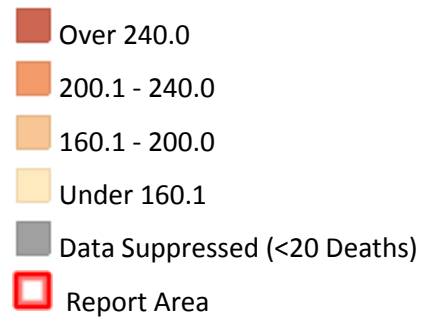 Over 240.0
200.1 - 240.0
160.1 - 200.0
Under 160.1
Data Suppressed (<20 Deaths)
Report Area